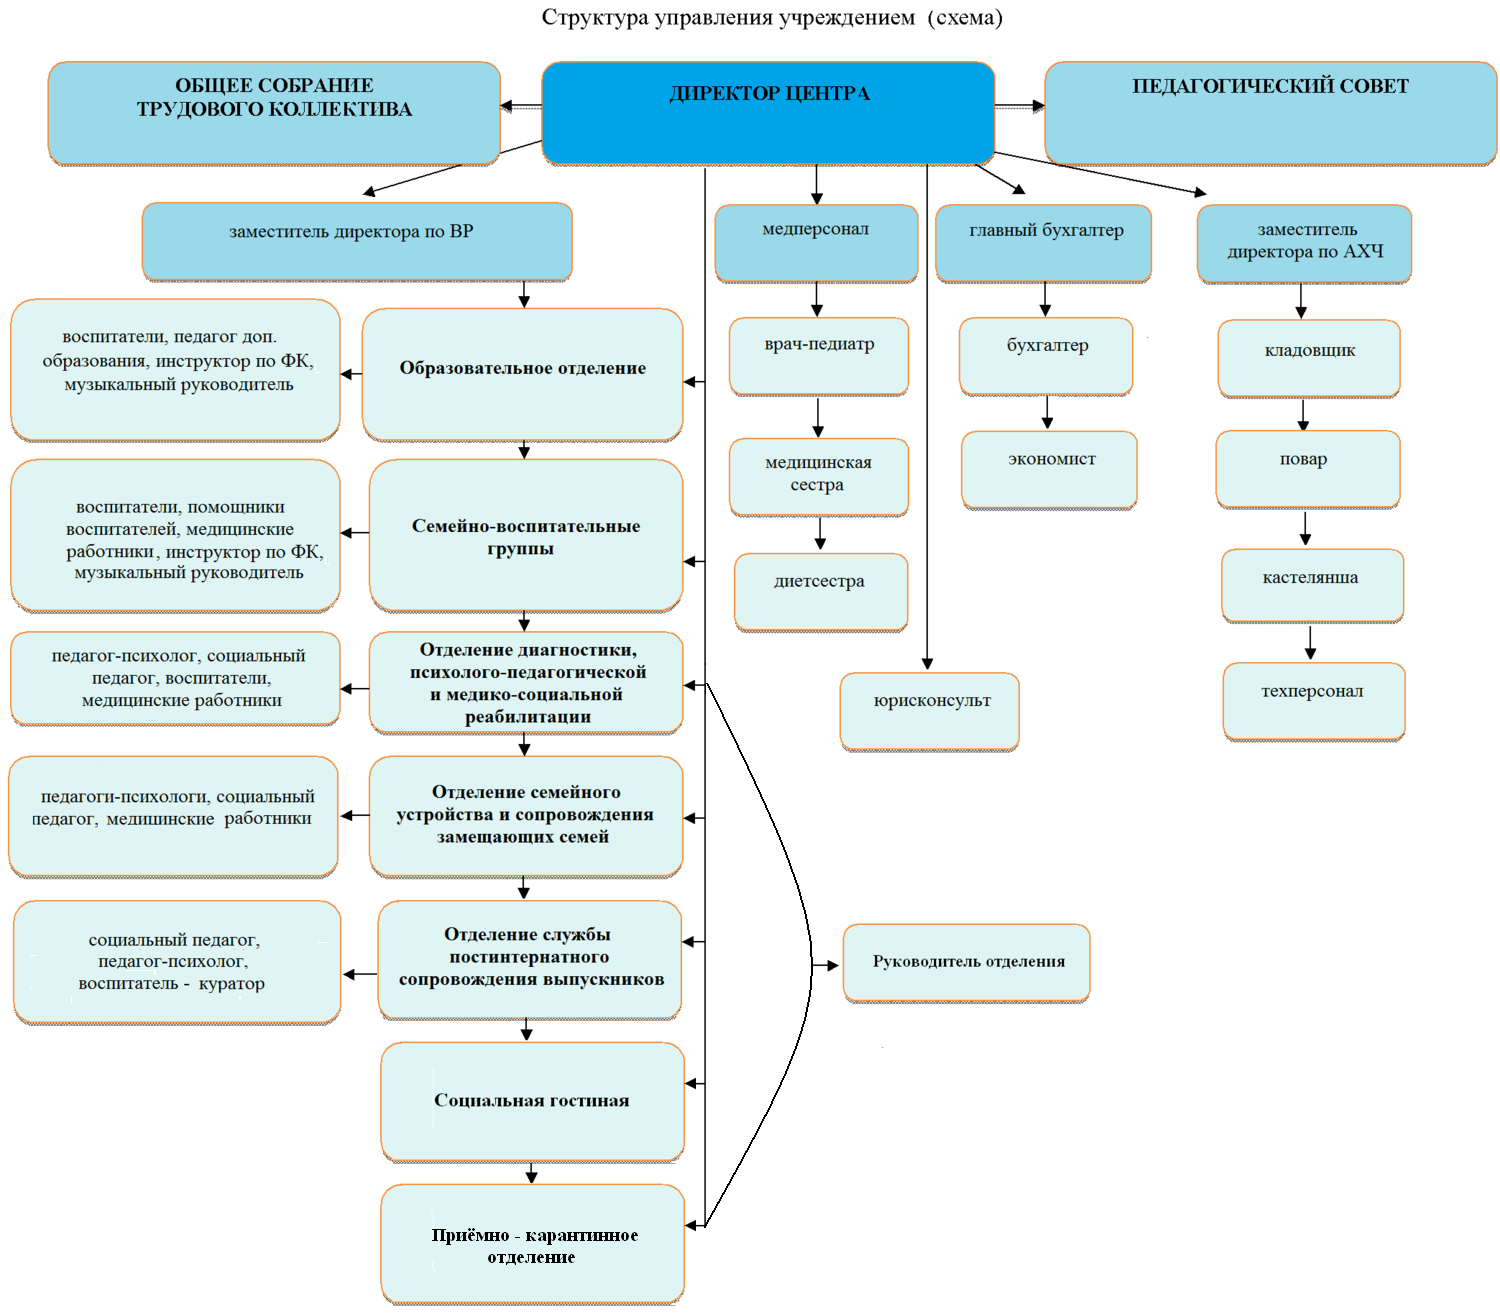 Структура управления учреждением (схема)
ОБЩЕЕ СОБРАНИЕ
ТРУДОВОГО КОЛЛЕКТИВА
ДИРЕКТОР ЦЕНТРА
ПЕДАГОГИЧЕСКИЙ СОВЕТ
заместитель директора по ВР
медперсонал
главный бухгалтер
заместитель
директора по АХЧ
воспитатели, педагог доп.
образования, инструктор по ФК,
музыкальный руководитель
Образовательное отделение
врач-педиатр
бухгалтер
кладовщик
воспитатели, помощники
воспитателей, медицинские
работники, инструктор по ФК,
музыкальный руководитель
Семейно-воспитательные
группы
медицинская
сестра
экономист
повар
диетсестра
кастелянша
педагог-психолог, социальный
педагог, воспитатели,
медицинские работники
Отделение диагностики,
психолого-педагогической
и медико-социальной
реабилитации
юрисконсульт
техперсонал
педагоги-психологи, социальный
педагог, медицинские работники
Отделение семейного
устройства и сопровождения
замещающих семей
социальный педагог,
педагог-психолог,
воспитатель - куратор
Отделение службы
постинтернатного
сопровождения выпускников
Руководитель отделения
Социальная гостиная
Приёмно - карантинное
отделение